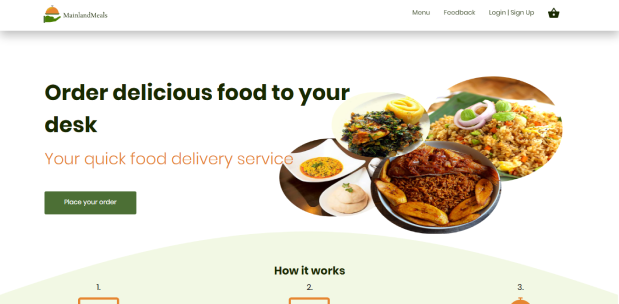 MainlandMeals
Menu
Foodback
Login | Sign Up
Order delicious food to your
desk
Your quick food delivery service
Place your order
How it works
1.
2.
3.